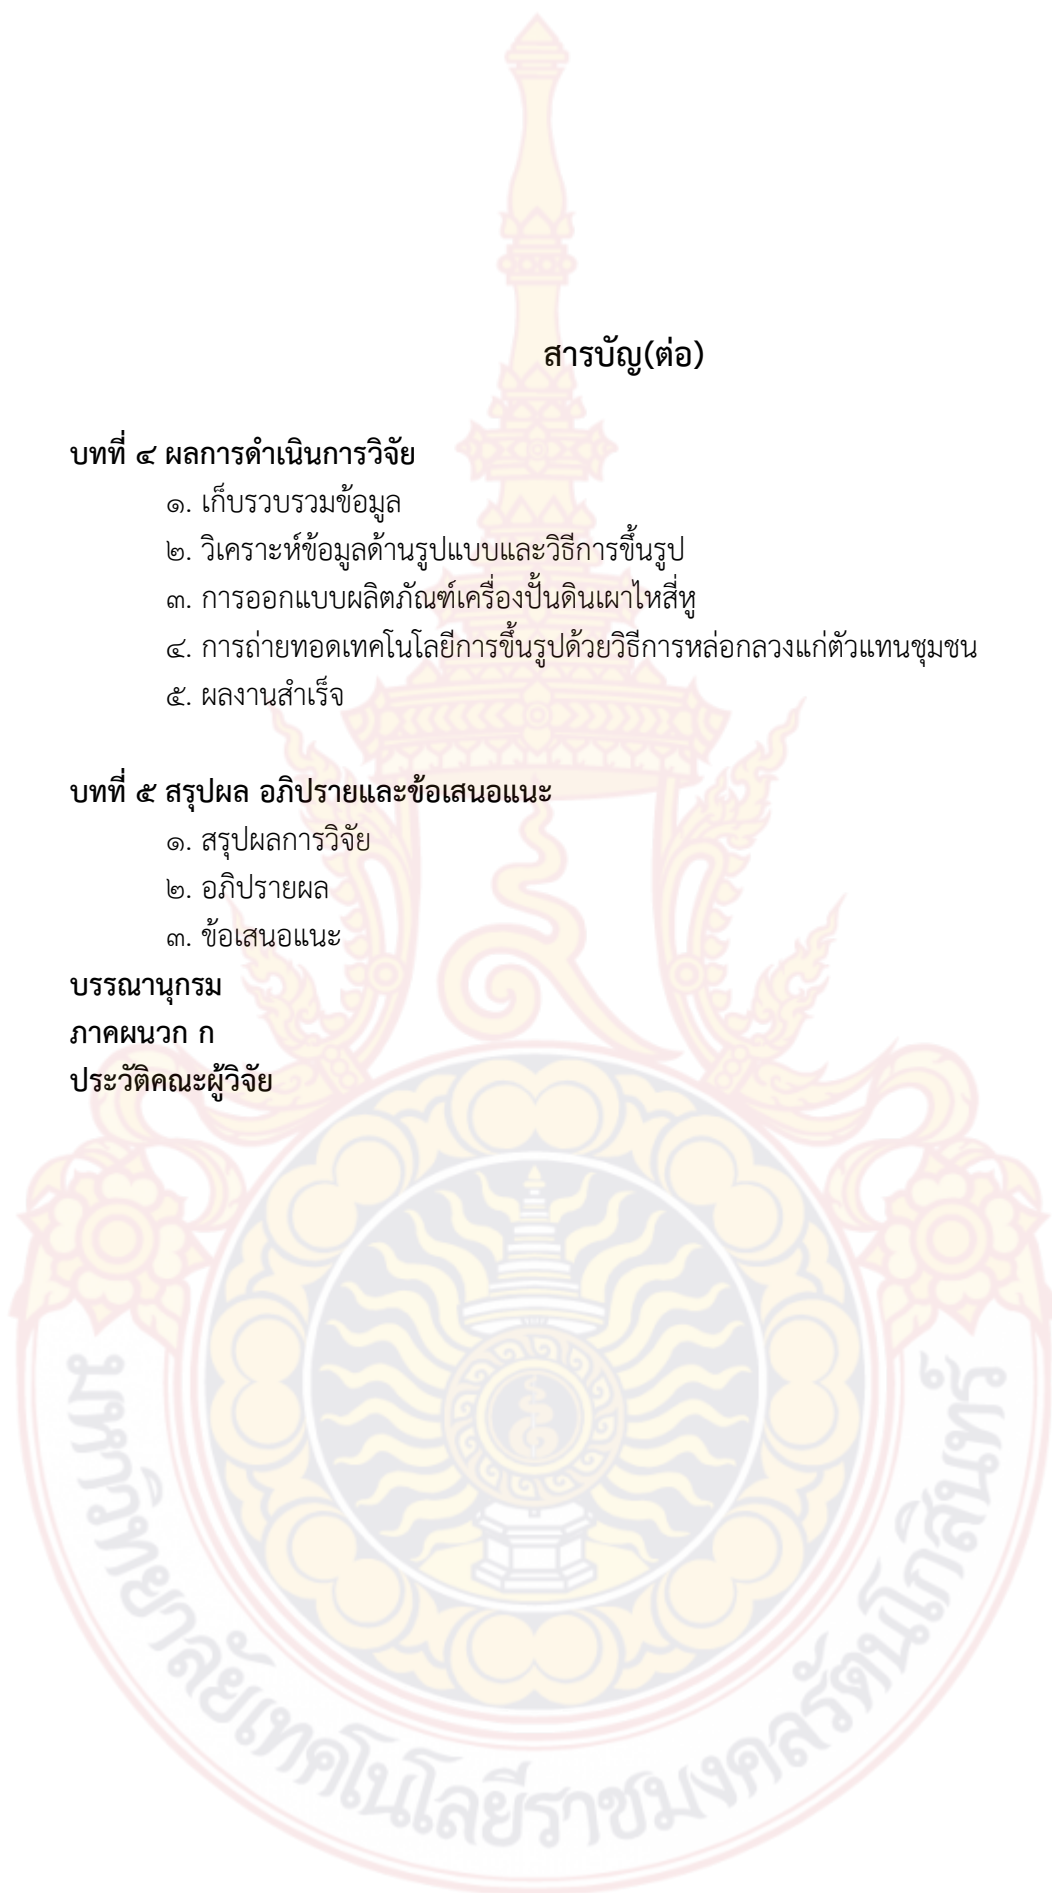 สารบัญ(ต่อ)
บทที่ ๔ ผลการดำเนินการวิจัย
๑. เก็บรวบรวมข้อมูล
๒. วิเคราะห์ข้อมูลด้านรูปแบบและวิธีการขึ้นรูป
๓. การออกแบบผลิตภัณฑ์เครื่องปั้นดินเผาไหสี่หู
๔. การถ่ายทอดเทคโนโลยีการขึ้นรูปด้วยวิธีการหล่อกลวงแก่ตัวแทนชุมชน
๕. ผลงานสำเร็จ
บทที่ ๕ สรุปผล อภิปรายและข้อเสนอแนะ
๑. สรุปผลการวิจัย
๒. อภิปรายผล
๓. ข้อเสนอแนะ
บรรณานุกรม
ภาคผนวก ก
ประวัติคณะผู้วิจัย
มหาวิทยาลัยเทคโนโลยีราชมงคลรัตนโกสินทร์